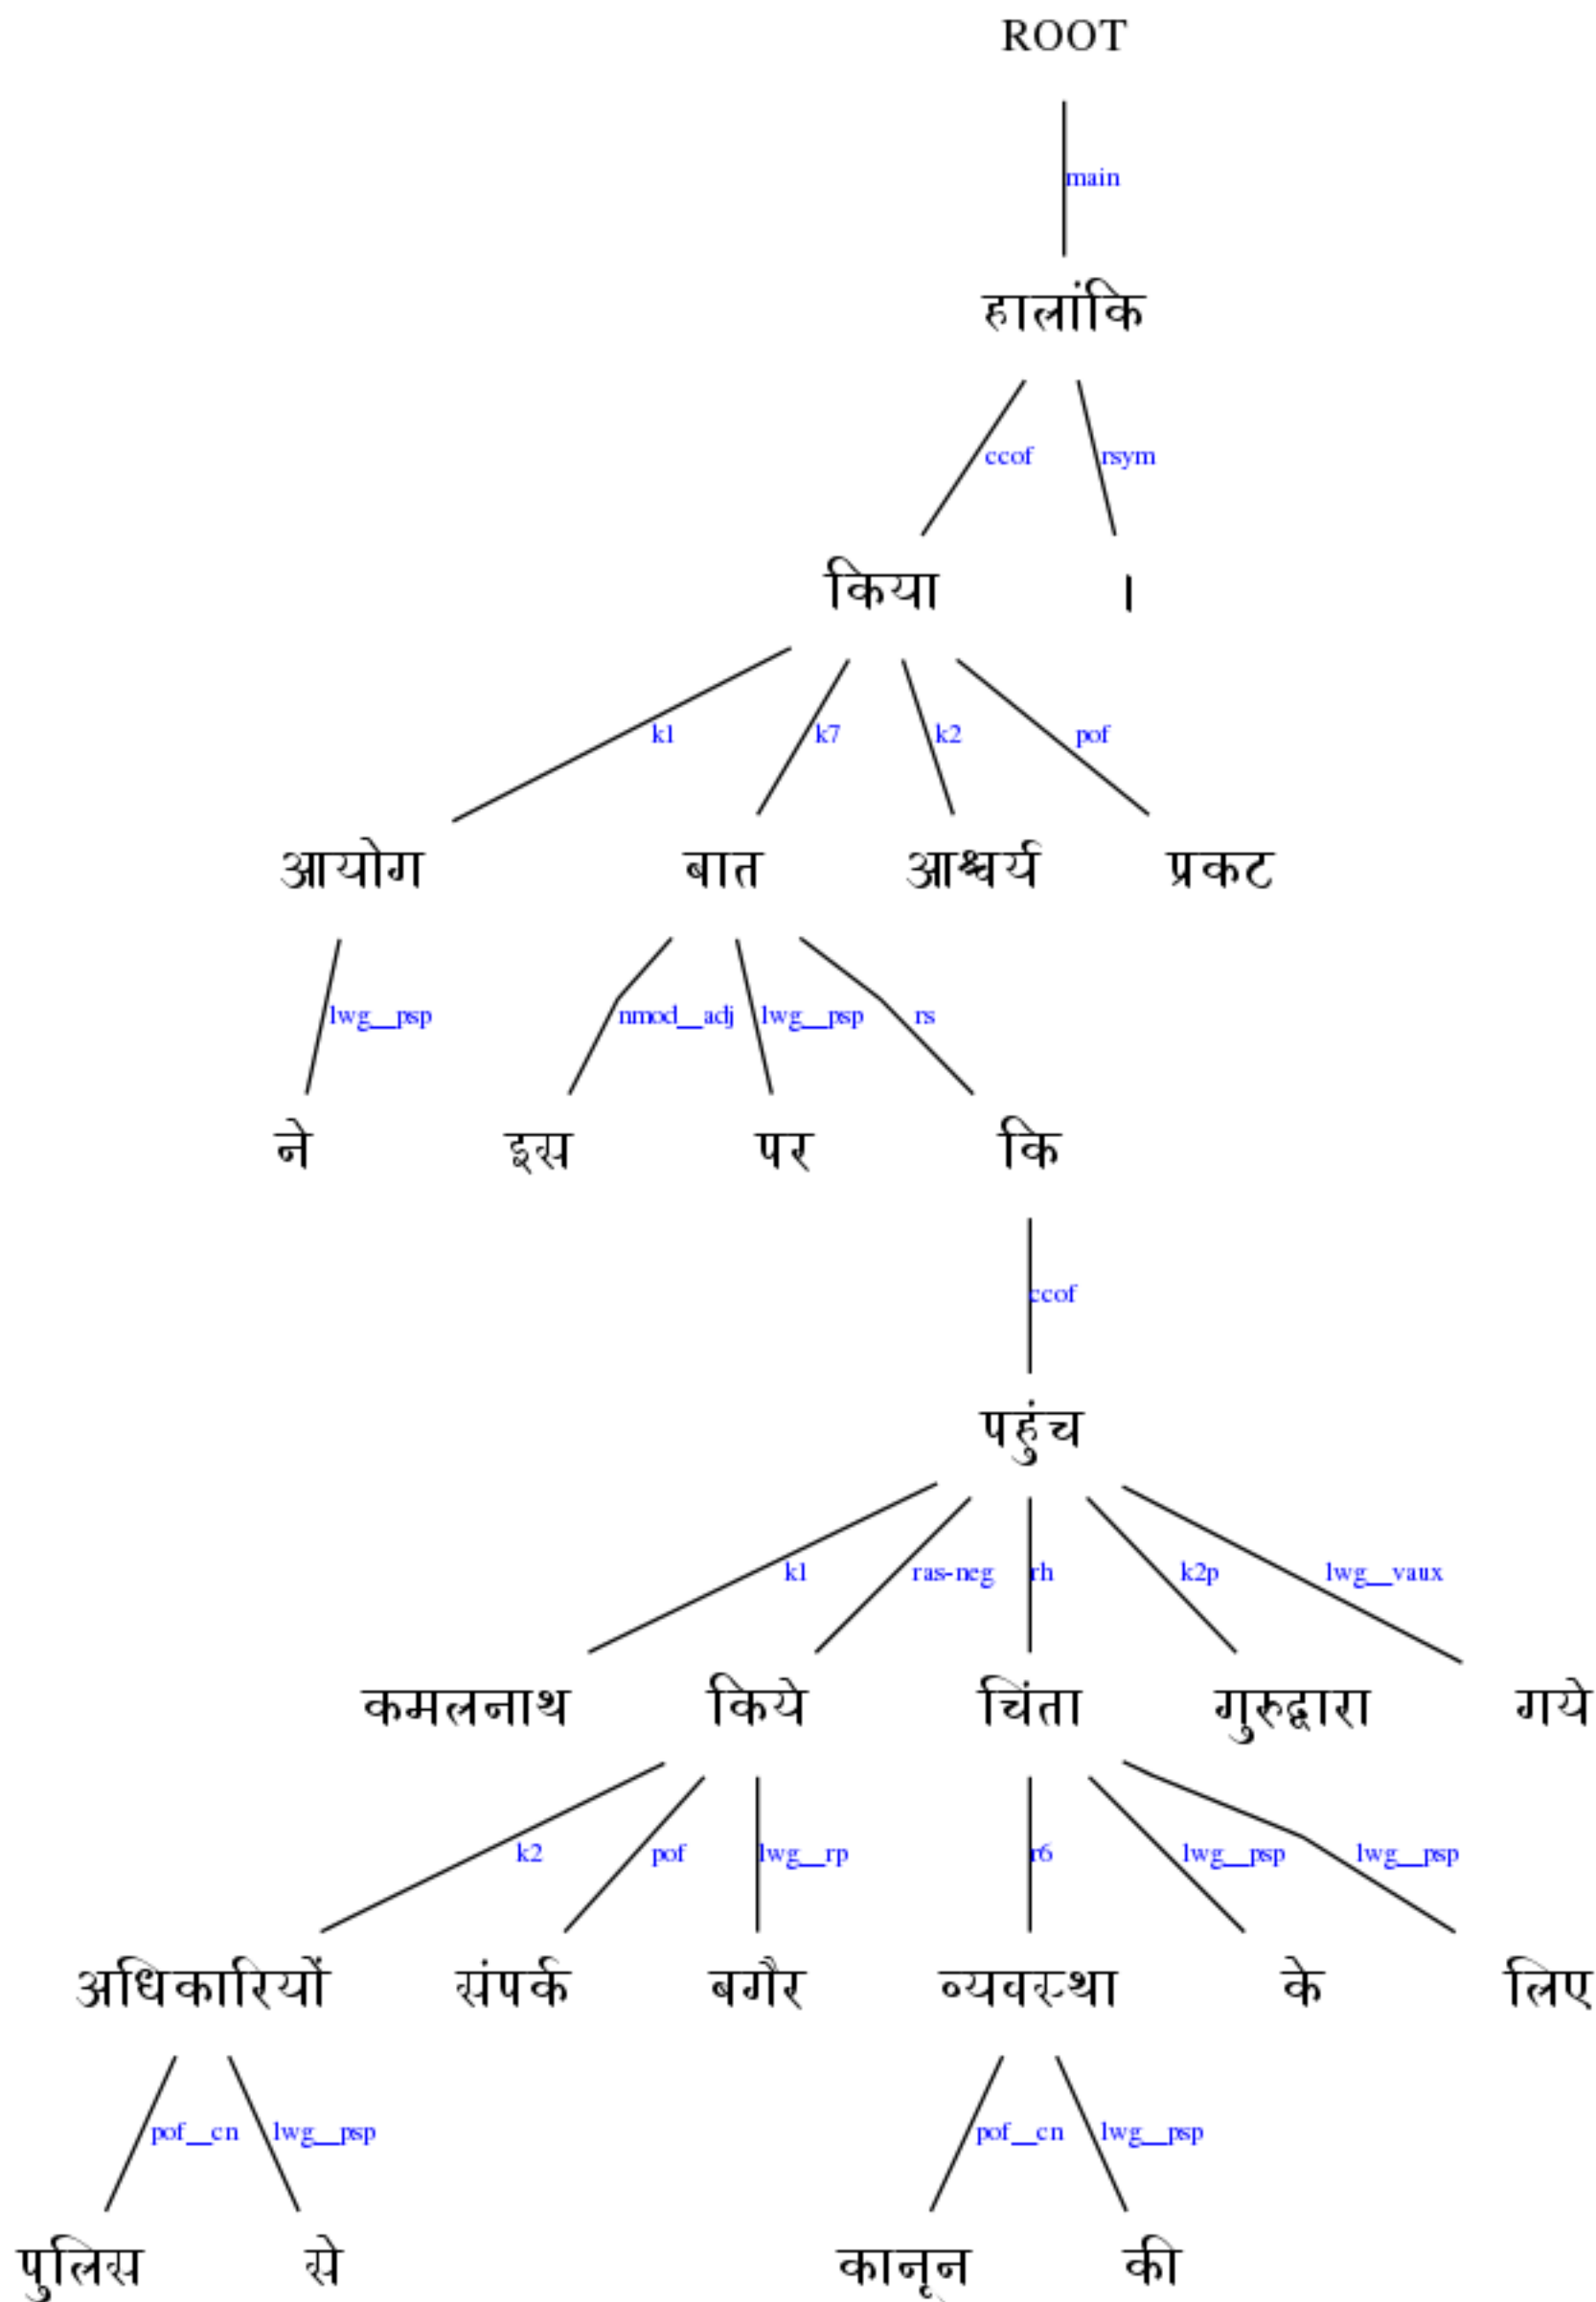 ROOT
main
हालांकि
ccof rsym
किया ।
k1 k7 k2 pof
आयोग बात आश्चर्य प्रकट
lwg__psp nmod__adj lwg__psp rs
ने इस पर कि
ccof
पहुंच
k1 ras-neg rh k2p lwg__vaux
कमलनाथ किये चिंता गुरुद्वारा गये
k2 pof lwg__rp r6 lwg__psp lwg__psp
अधिकारियों संपर्क बगैर व्यवस्था के लिए
pof__cn lwg__psp pof__cn lwg__psp
पुलिस से कानून की